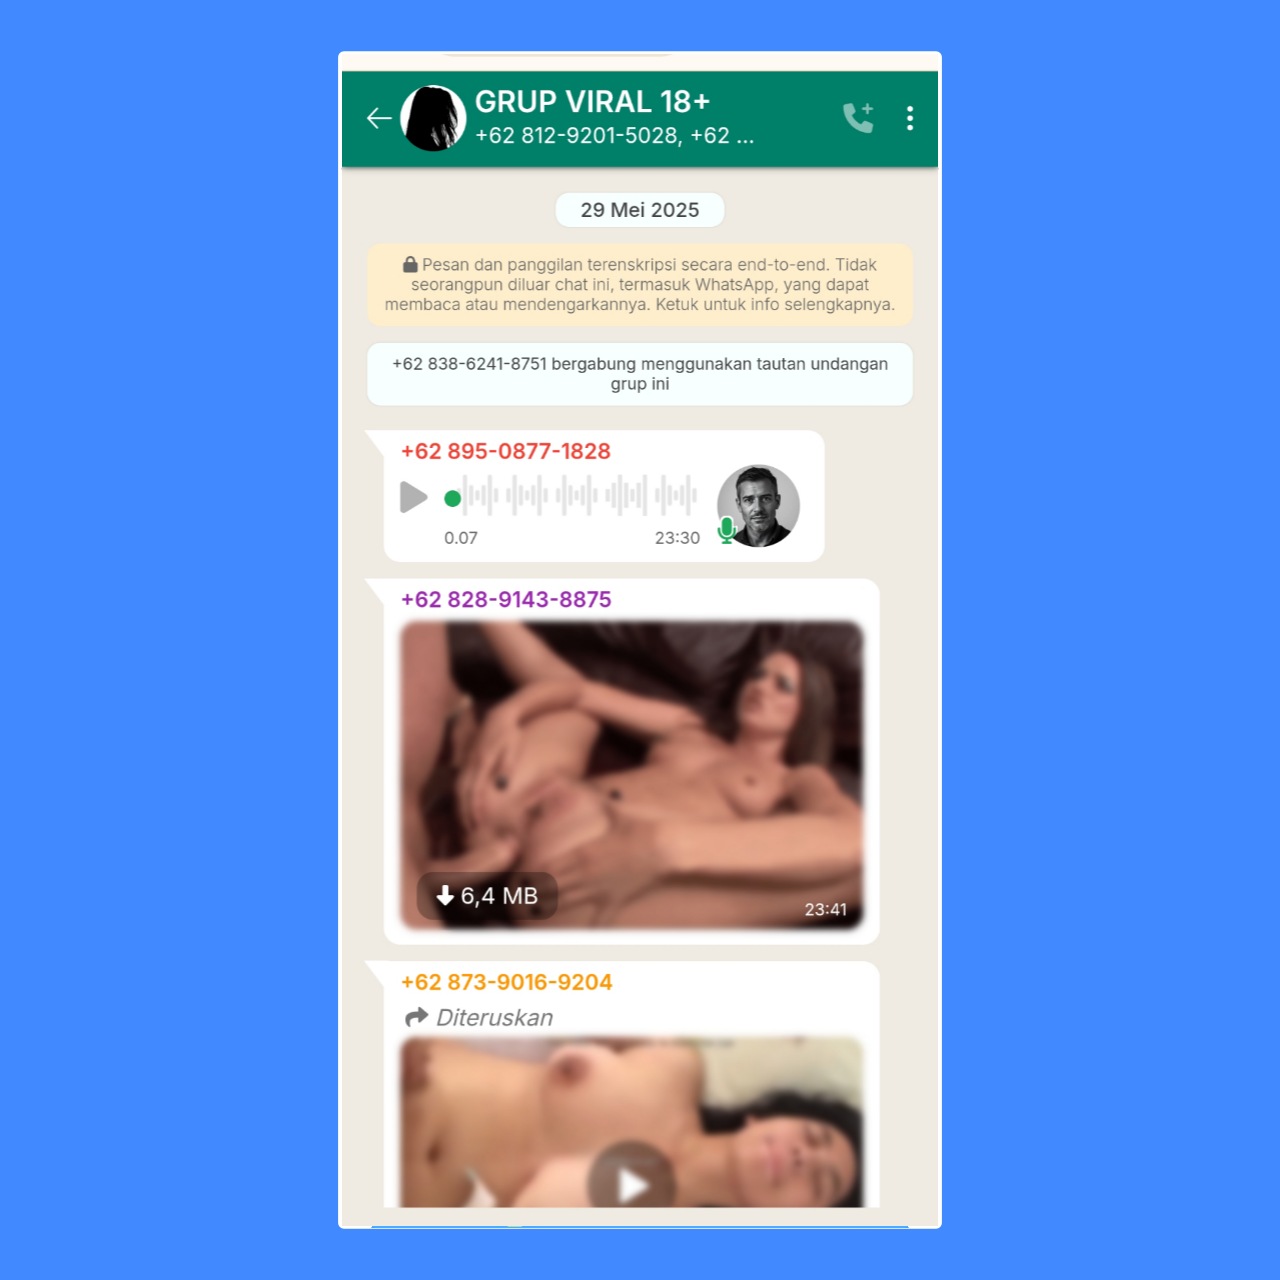 GRUP VIRAL 18+
+62 812-9201-5028, +62 ...
29 Mei 2025
Pesan dan panggilan terenskripsi secara end-to-end. Tidak
seorangpun diluar chat ini, termasuk WhatsApp, yang dapat
membaca atau mendengarkannya. Ketuk untuk info selengkapnya.
+62 838-6241-8751 bergabung menggunakan tautan undangan
grup ini
+62 895-0877-1828
0.07 23:30
+62 828-9143-8875
6,4 MB
23:41
+62 873-9016-9204
Diteruskan